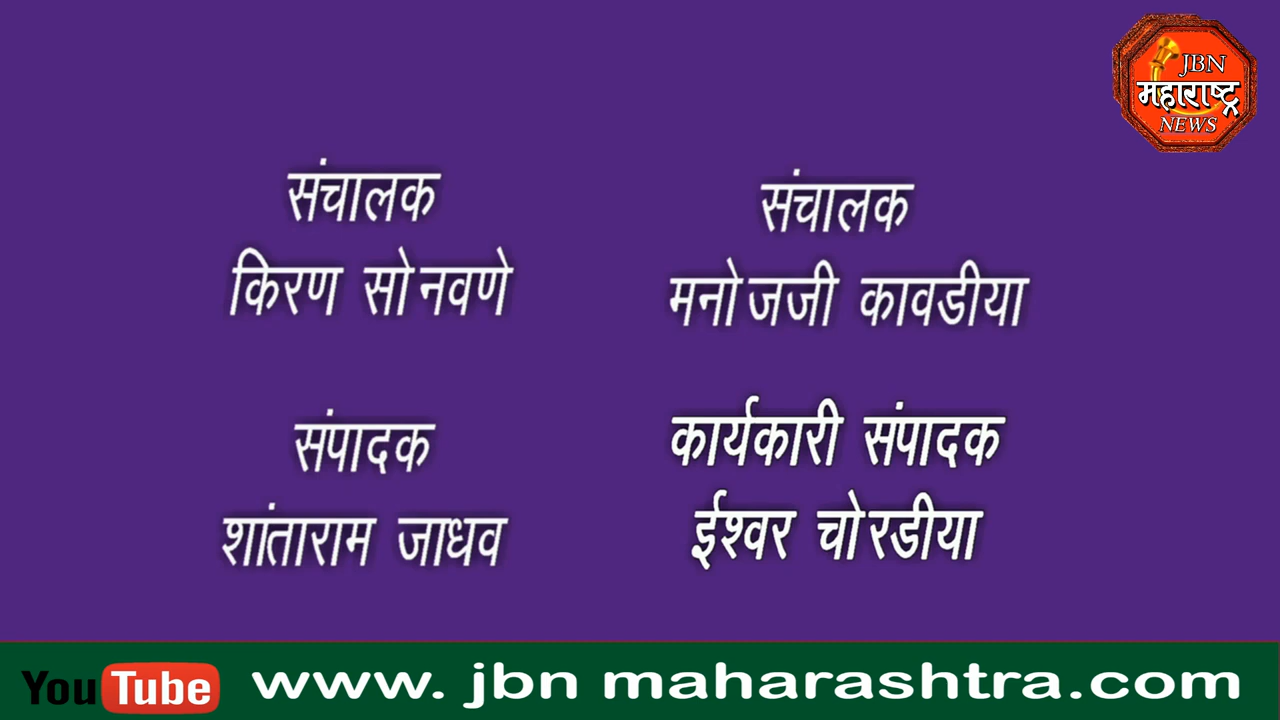 JBN
महाराष्ट्र
NEWS
संचालक
किरण सोनवणे
संचालक
मनोजजी कावडीया
संपादक
शांताराम जाधव
कार्यकारी संपादक
ईश्वर चोरडीया
YouTube www. jbn maharashtra.com